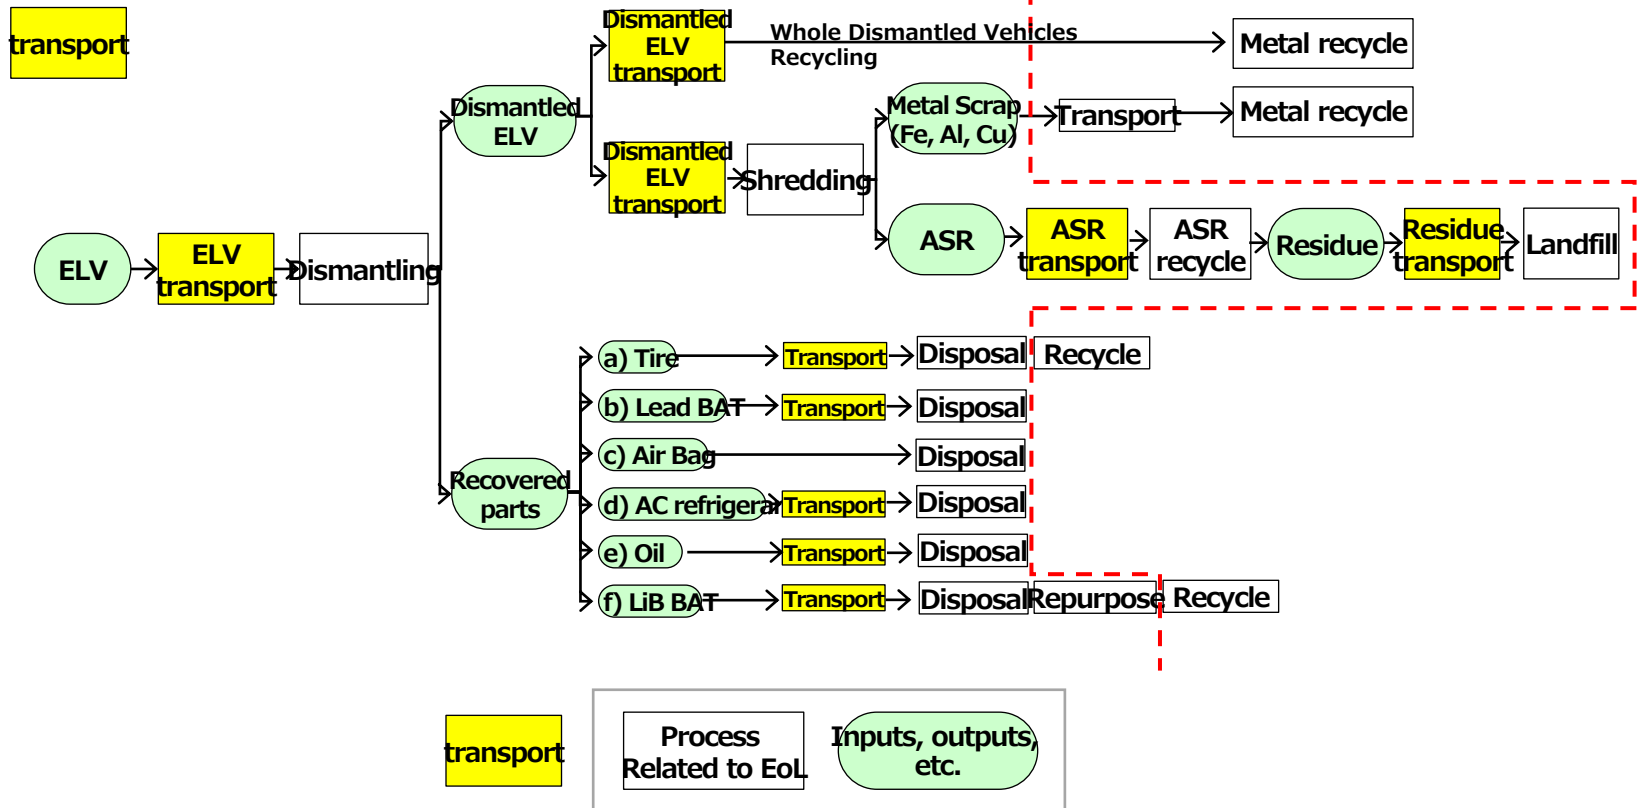 transport
Dismantled
ELV
transport
Whole Dismantled Vehicles
Recycling
Metal recycle
Dismantled
ELV
Metal Scrap
(Fe, Al, Cu)
Transport
Metal recycle
Dismantled
ELV
transport
Shredding
ELV
ELV
transport
Dismantling
ASR
ASR
transport
ASR
recycle
Residue
Residue
transport
Landfill
Recovered
parts
a) Tire
Transport
Disposal
Recycle
b) Lead BAT
Transport
Disposal
c) Air Bag
Disposal
d) AC refrigerar
Transport
Disposal
e) Oil
Transport
Disposal
f) LiB BAT
Transport
Disposal
Repurpose
Recycle
transport
Process
Related to EoL
Inputs, outputs,
etc.